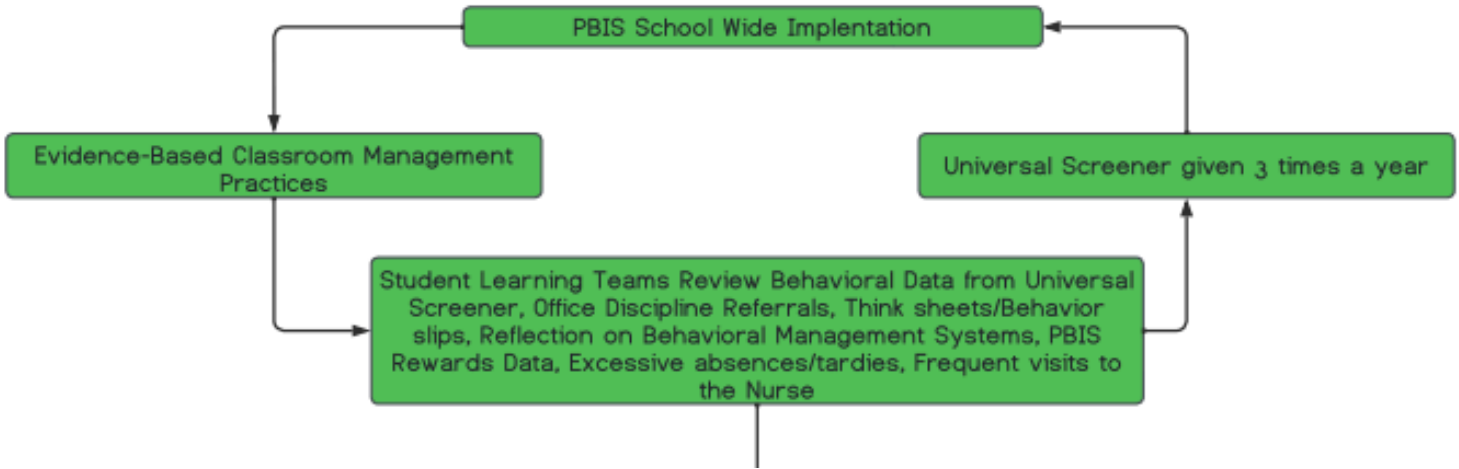 PBIS School Wide Implentation
Evidence-Based Classroom Management
Practices
Universal Screener given 3 times a year
Student Learning Teams Review Behavioral Data from Universal
Screener, Office Discipline Referrals, Think sheets/Behavior
slips, Reflection on Behavioral Management Systems, PBIS
Rewards Data, Excessive absences/tardies, Frequent visits to
the Nurse